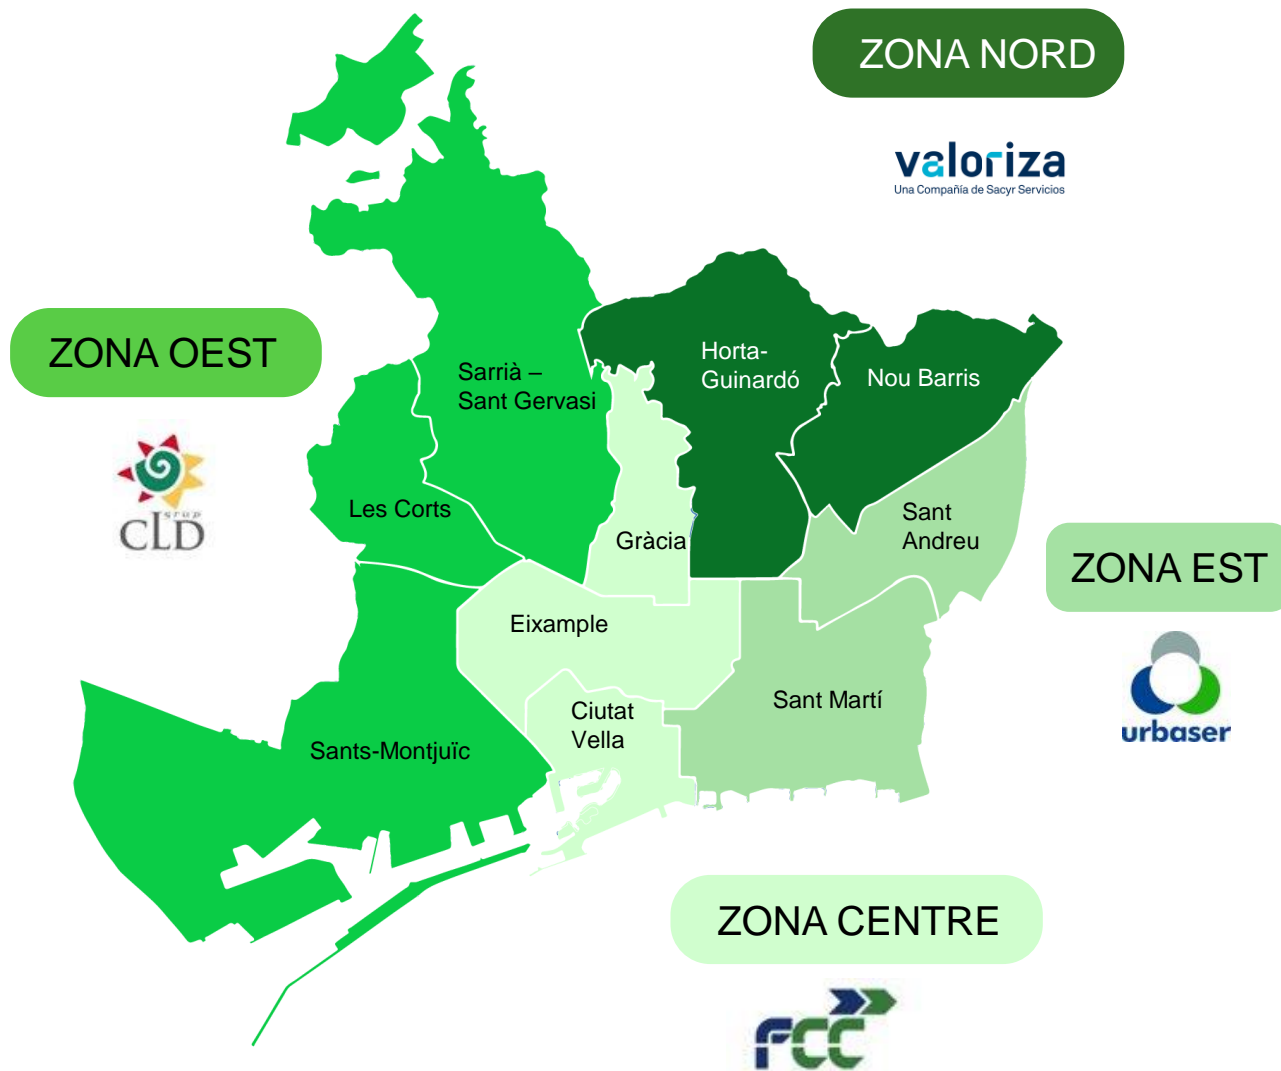 ZONA NORD
valoriza
Una Compañía de Sacyr Servicios
ZONA OEST
grup
CLD
Sarrià –
Sant Gervasi
Horta-
Guinardó
Nou Barris
Les Corts
Gràcia
Sant
Andreu
ZONA EST
urbaser
Eixample
Ciutat
Vella
Sant Martí
Sants-Montjuïc
ZONA CENTRE
FCC